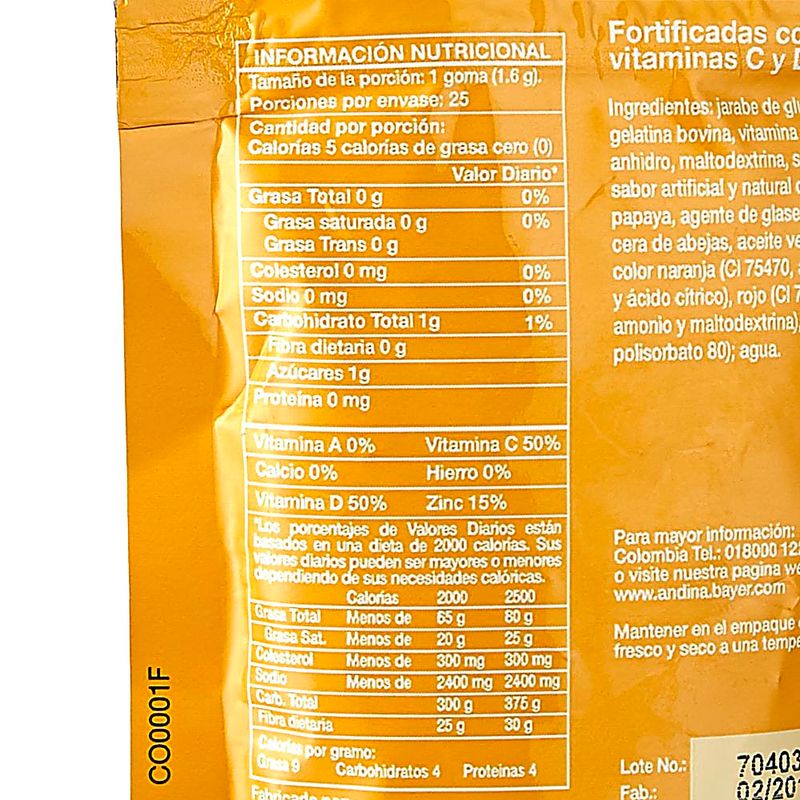 INFORMACIÓN NUTRICIONAL
Tamaño de la porción: 1 goma (1.6 g).
Porciones por envase: 25
Cantidad por porción:
Calorías 5 calorías de grasa cero (0)
Valor Diario*
Grasa Total 0 g 0%
Grasa saturada 0 g 0%
Grasa Trans 0 g
Colesterol 0 mg 0%
Sodio 0 mg 0%
Carbohidrato Total 1g 1%
Fibra dietaria 0 g
Azúcares 1g
Proteína 0 mg
Vitamina A 0% Vitamina C 50%
Calcio 0% Hierro 0%
Vitamina D 50% Zinc 15%
*Los porcentajes de Valores Diarios están
basados en una dieta de 2000 calorías. Sus
valores diarios pueden ser mayores o menores
dependiendo de sus necesidades calóricas.
Calorías 2000 2500
Grasa Total Menos de 65 g 80 g
Grasa Sat. Menos de 20 g 25 g
Colesterol Menos de 300 mg 300 mg
Sodio Menos de 2400 mg 2400 mg
Carb. Total 300 g 375 g
Fibra dietaria 25 g 30 g
Calorías por gramo:
Grasa 9 Carbohidratos 4 Proteinas 4
Fortificadas co
vitaminas C y
Ingredientes: jarabe de gl
gelatina bovina, vitamina
anhidro, maltodextrina, s
sabor artificial y natural
papaya, agente de glase
cera de abejas, aceite ve
color naranja (CI 75470,
y ácido cítrico), rojo (CI 7
amonio y maltodextrina),
polisorbato 80); agua.
Para mayor información:
Colombia Tel.: 018000 12
o visite nuestra pagina we
www.andina.bayer.com
Mantener en el empaque
fresco y seco a una tempe
Lote No.: 70403
Fab.: 02/20
CO0001F